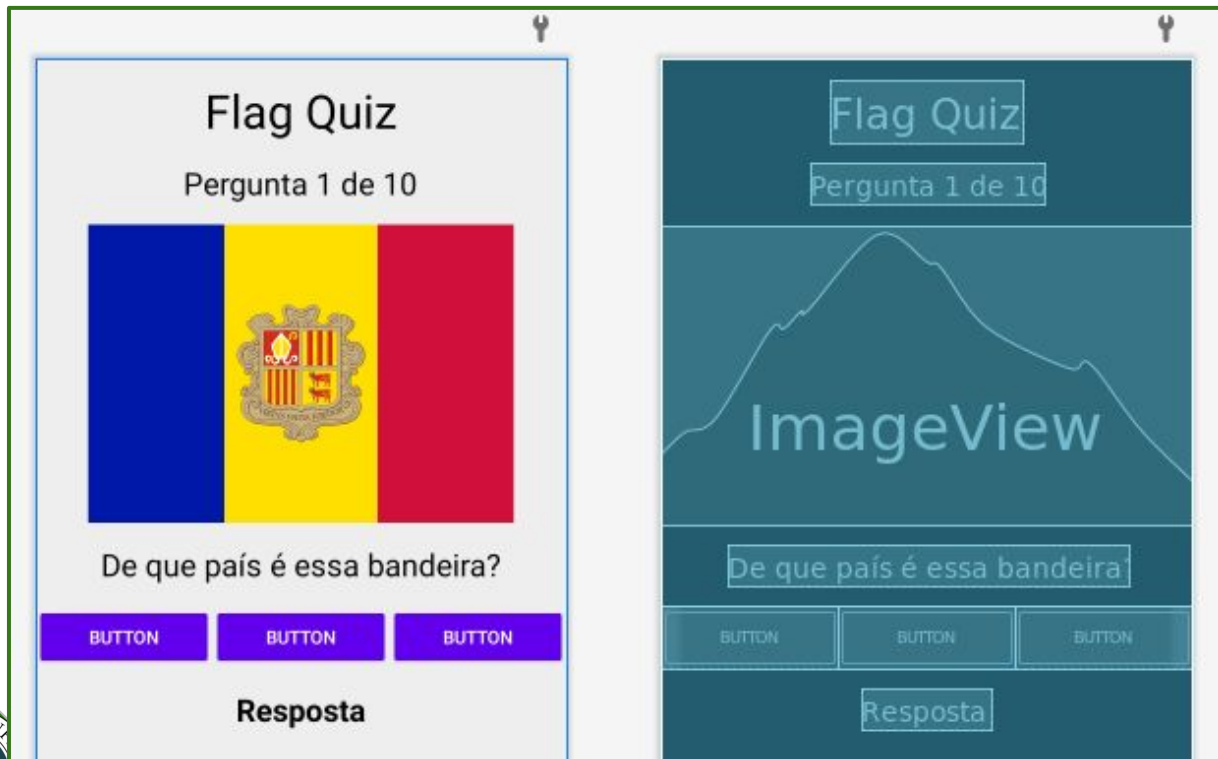 Flag Quiz
Pergunta 1 de 10
De que país é essa bandeira?
BUTTON BUTTON BUTTON
Resposta
Flag Quiz
Pergunta 1 de 10
ImageView
De que país é essa bandeira?
BUTTON BUTTON BUTTON
Resposta